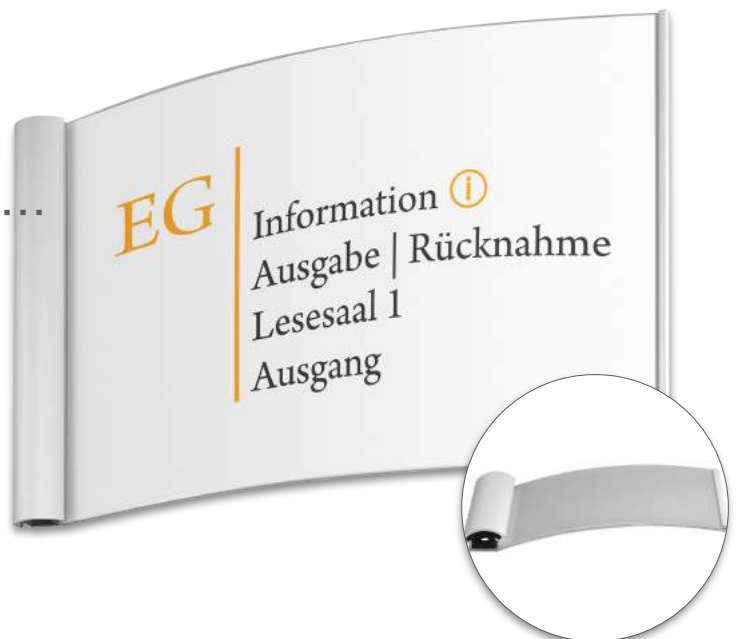 EG
Information ⓘ
Ausgabe | Rücknahme
Lesesaal 1
Ausgang